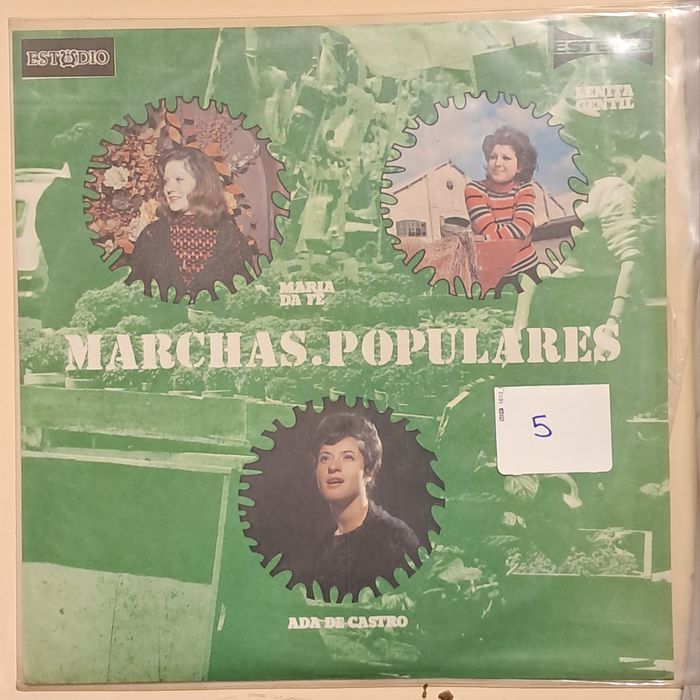 ESTÚDIO
ESTEREO
LENITA
GENTIL
MARIA
DA FÉ
MARCHAS.POPULARES
5
ADA DE CASTRO